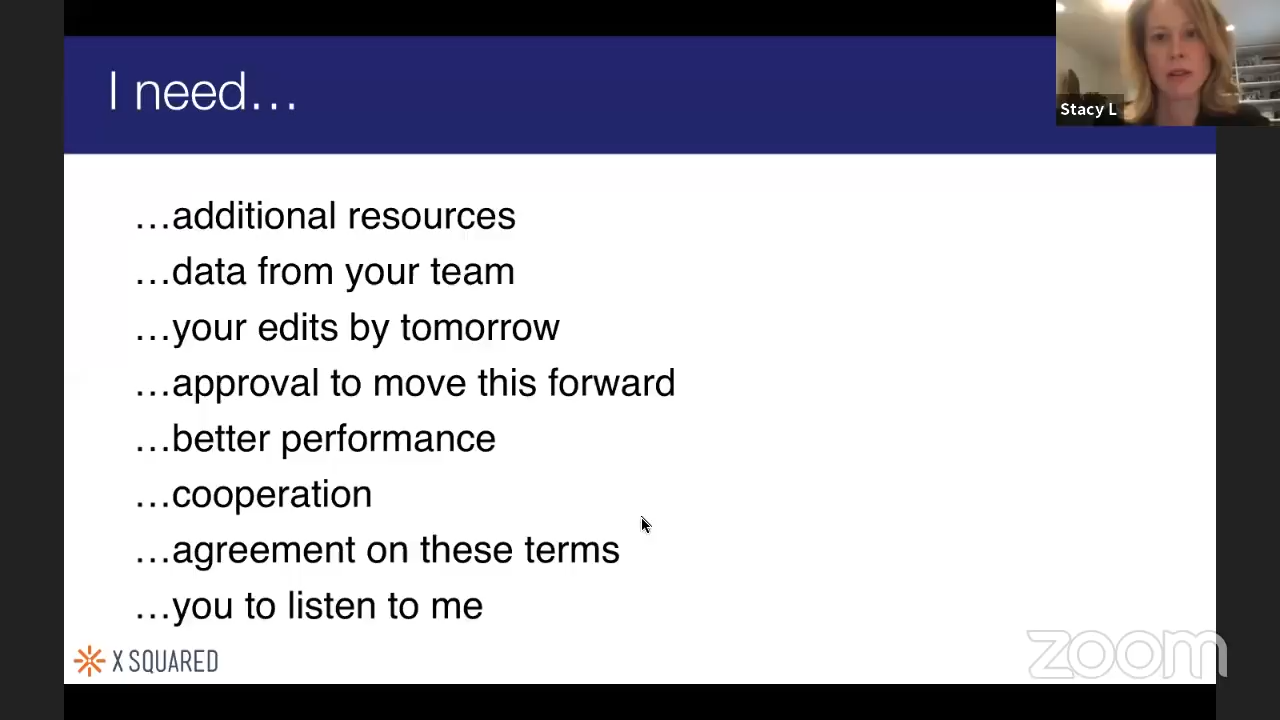 I need…
Stacy L
…additional resources
…data from your team
…your edits by tomorrow
…approval to move this forward
…better performance
…cooperation
…agreement on these terms
…you to listen to me
X SQUARED
zoom